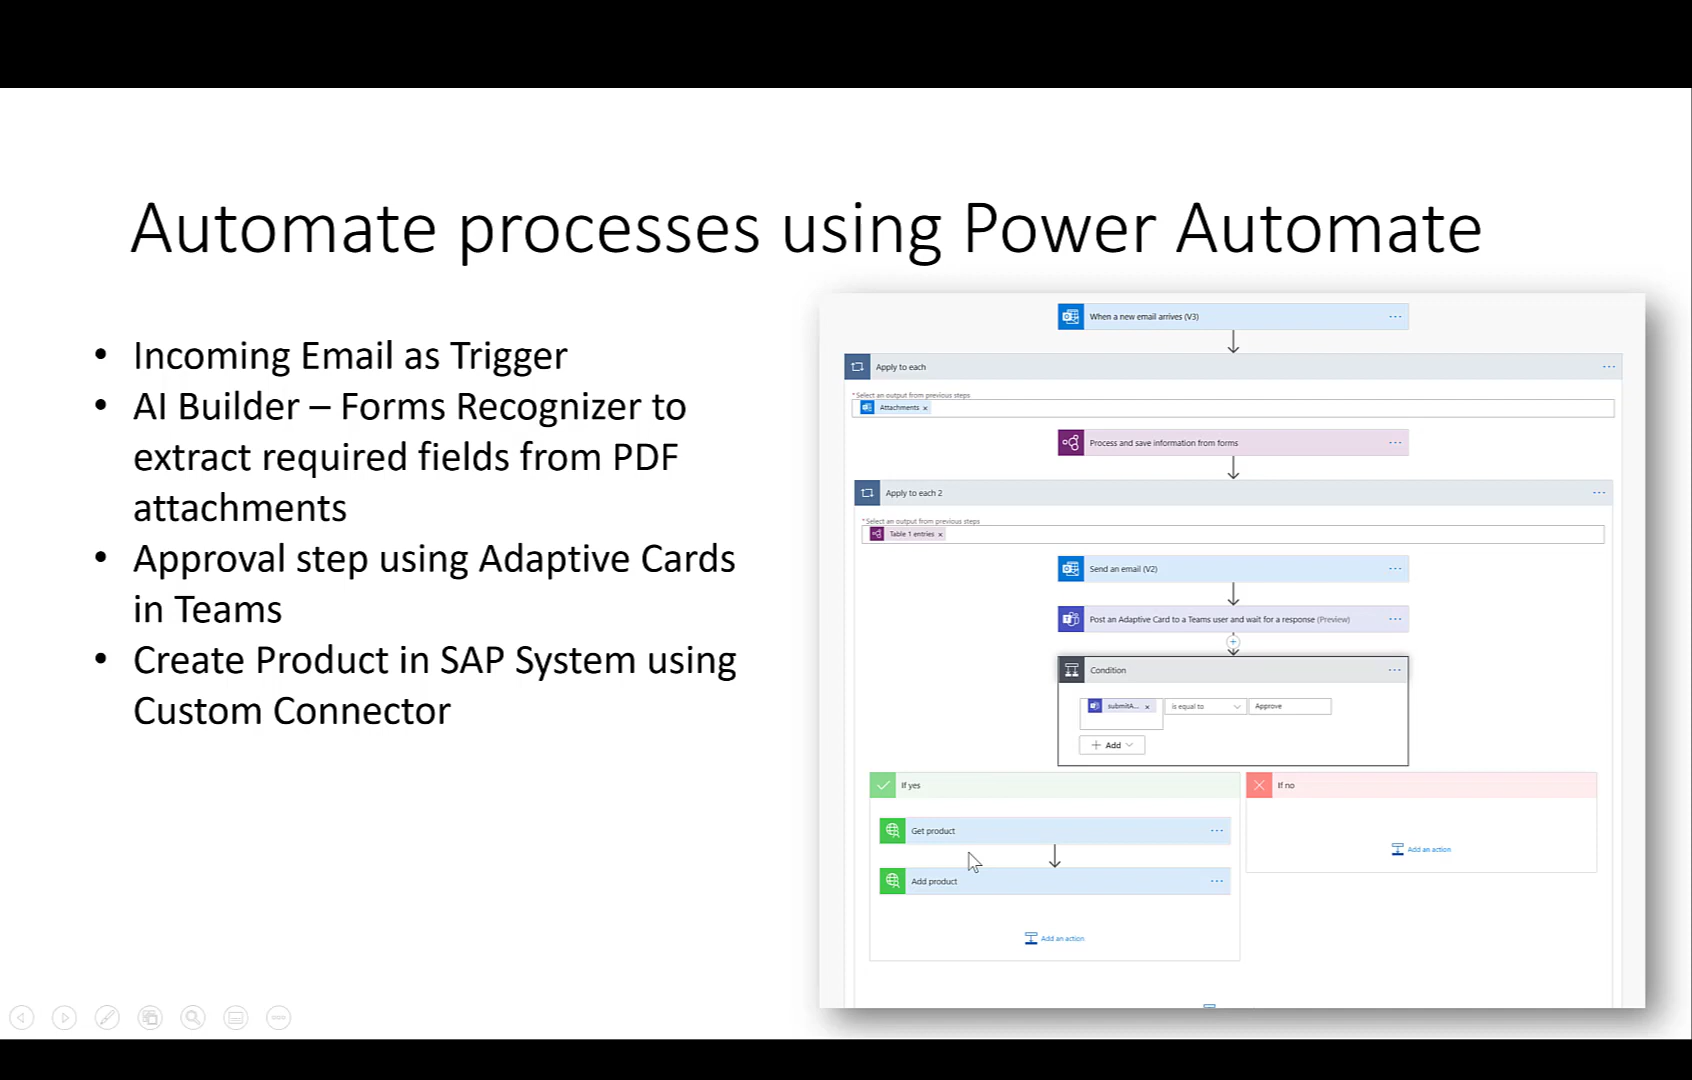 Automate processes using Power Automate
• Incoming Email as Trigger
• AI Builder – Forms Recognizer to
extract required fields from PDF
attachments
• Approval step using Adaptive Cards
in Teams
• Create Product in SAP System using
Custom Connector
When a new email arrives (V3)
Apply to each
* Select an output from previous steps
Attachments ×
Process and save information from forms
Apply to each 2
* Select an output from previous steps
Table 1 entries ×
Send an email (V2)
Post an Adaptive Card to a Teams user and wait for a response (Preview)
Condition
submitA... × is equal to Approve
+ Add
If yes
If no
Get product
Add an action
Add product
Add an action